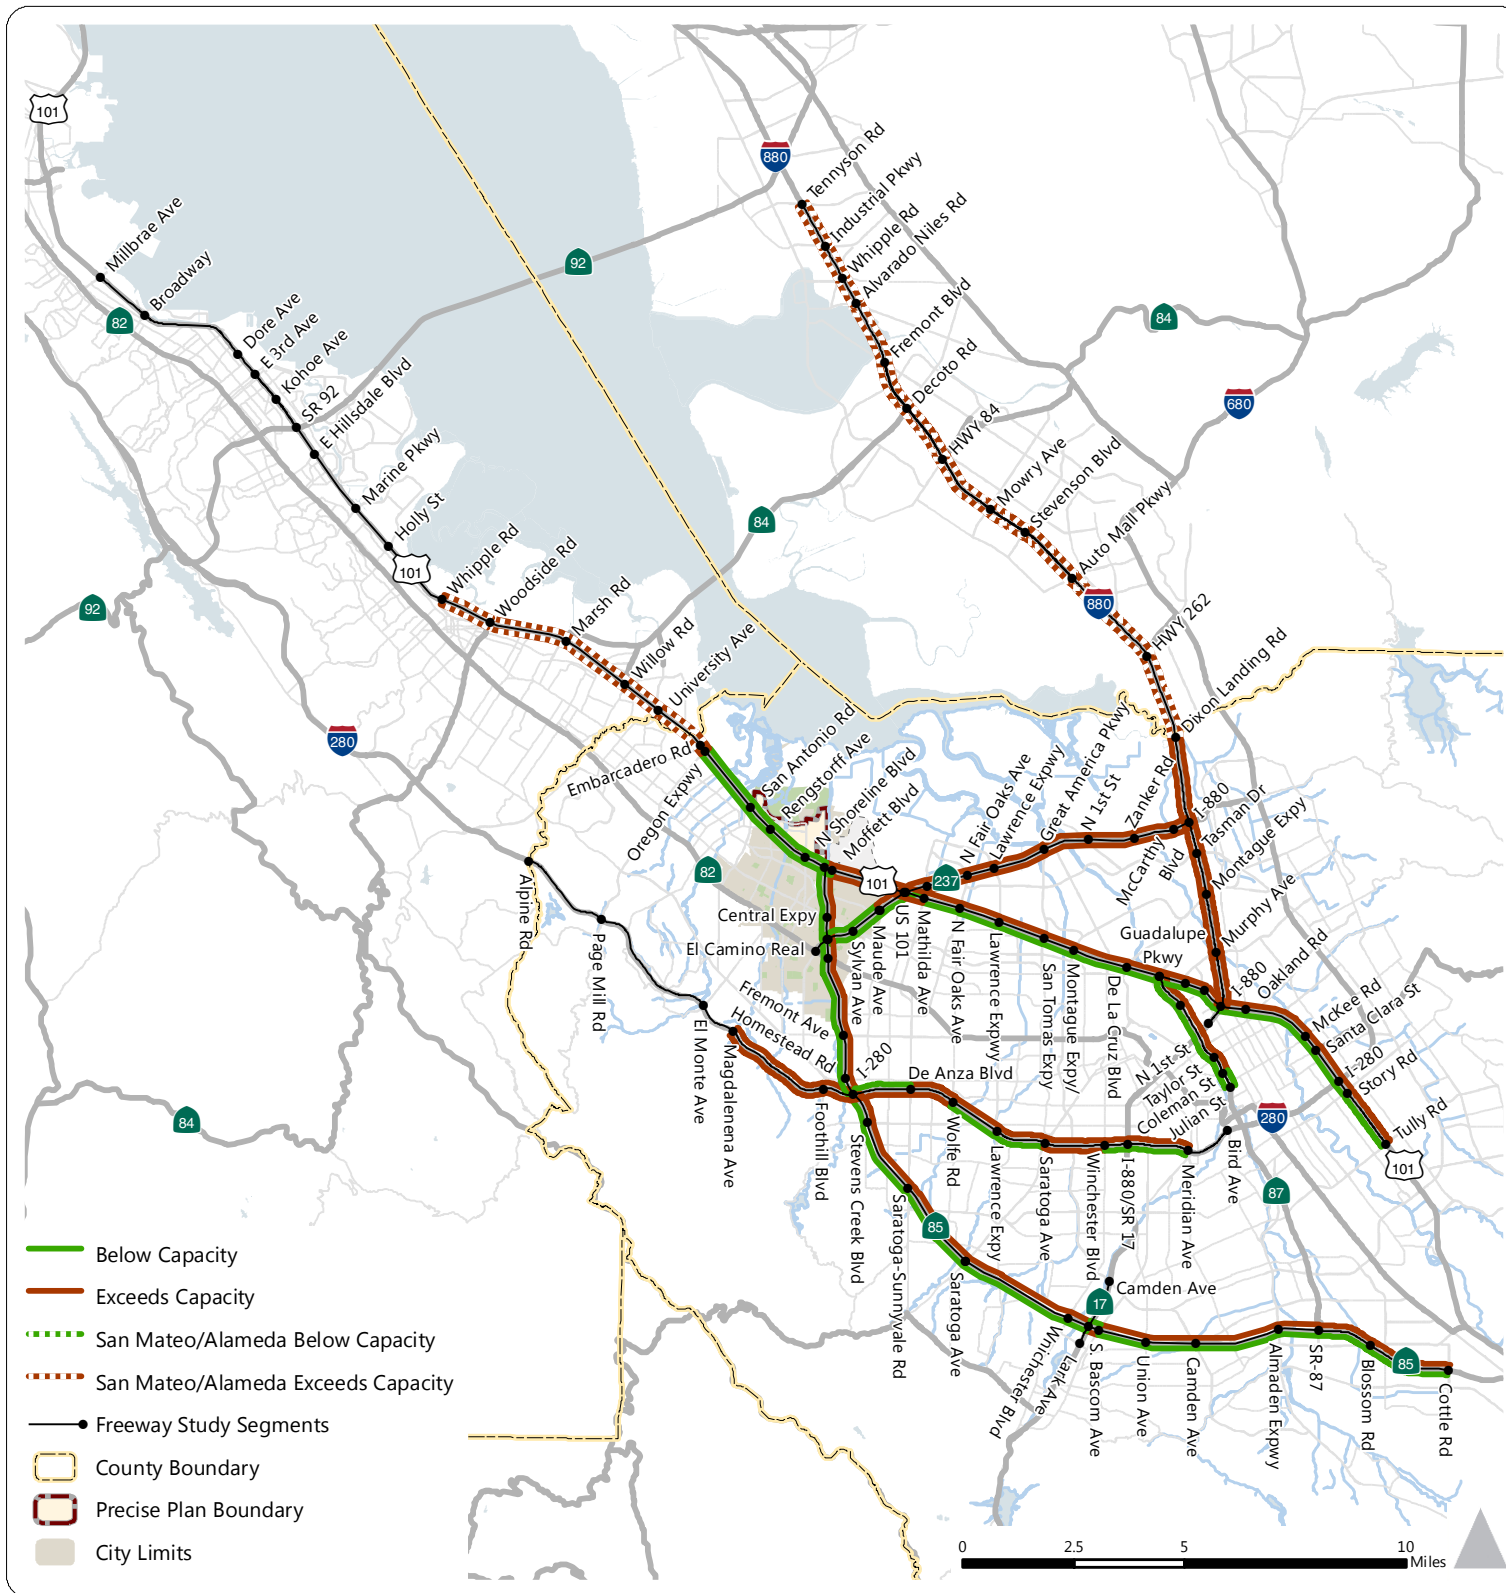 101
Millbrae Ave
Broadway
82
Dore Ave
E 3rd Ave
Kohoe Ave
SR 92
E Hillsdale Blvd
Marine Pkwy
Holly St
101
Whipple Rd
Woodside Rd
Marsh Rd
Willow Rd
University Ave
92
880
Tennyson Rd
Industrial Pkwy
Whipple Rd
Alvarado Niles Rd
Fremont Blvd
Decoto Rd
HWY 84
Mowry Ave
Stevenson Blvd
Auto Mall Pkwy
880
HWY 262
Dixon Landing Rd
84
680
84
92
280
Embarcadero Rd
Oregon Expwy
San Antonio Rd
Rengstorff Ave
N Shoreline Blvd
Moffett Blvd
101
237
N Fair Oaks Ave
Lawrence Expwy
Great America Pkwy
N 1st St
Zanker Rd
McCarthy
Blvd
I-880
Tasman Dr
Montague Expy
Murphy Ave
82
Central Expy
El Camino Real
Sylvan Ave
Maude Ave
US 101
Mathilda Ave
N Fair Oaks Ave
Lawrence Expwy
San Tomas Expy
Montague Expy/
De La Cruz Blvd
Guadalupe
Pkwy
I-880
Oakland Rd
McKee Rd
Santa Clara St
I-280
Story Rd
Tully Rd
101
N 1st St
Taylor St
Coleman St
Julian St
280
87
Alpine Rd
Page Mill Rd
El Monte Ave
Magdalenena Ave
Fremont Ave
Homestead Rd
I-280
De Anza Blvd
Foothill Blvd
Stevens Creek Blvd
Wolfe Rd
Lawrence Expy
Saratoga Ave
Winchester Blvd
I-880/SR 17
Meridian Ave
Bird Ave
84
Saratoga-Sunnyvale Rd
85
Saratoga Ave
17
Camden Ave
Winchester Blvd
Lark Ave
S. Bascom Ave
Union Ave
Camden Ave
Almaden Expwy
SR-87
Blossom Rd
85
Cottle Rd
Below Capacity
Exceeds Capacity
San Mateo/Alameda Below Capacity
San Mateo/Alameda Exceeds Capacity
Freeway Study Segments
County Boundary
Precise Plan Boundary
City Limits
0 2.5 5 10
Miles